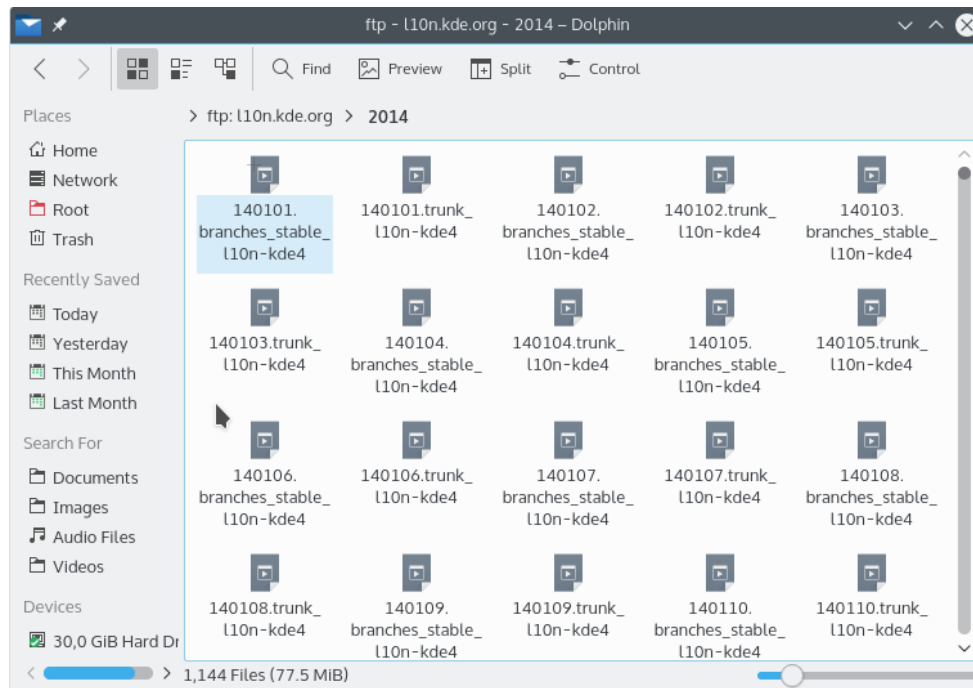 ftp - l10n.kde.org - 2014 – Dolphin
Find Preview Split Control
Places
Home
Network
Root
Trash
Recently Saved
Today
Yesterday
This Month
Last Month
Search For
Documents
Images
Audio Files
Videos
Devices
30,0 GiB Hard Dr
> ftp: l10n.kde.org > 2014
140101. 140101.trunk_ 140102. 140102.trunk_ 140103.
branches_stable_ l10n-kde4 branches_stable_ l10n-kde4 branches_stable_
l10n-kde4 l10n-kde4 l10n-kde4
140103.trunk_ 140104. 140104.trunk_ 140105. 140105.trunk_
l10n-kde4 branches_stable_ l10n-kde4 branches_stable_ l10n-kde4
l10n-kde4 l10n-kde4
140106. 140106.trunk_ 140107. 140107.trunk_ 140108.
branches_stable_ l10n-kde4 branches_stable_ l10n-kde4 branches_stable_
l10n-kde4 l10n-kde4 l10n-kde4
140108.trunk_ 140109. 140109.trunk_ 140110. 140110.trunk_
l10n-kde4 branches_stable_ l10n-kde4 branches_stable_ l10n-kde4
l10n-kde4 l10n-kde4
1,144 Files (77.5 MiB)